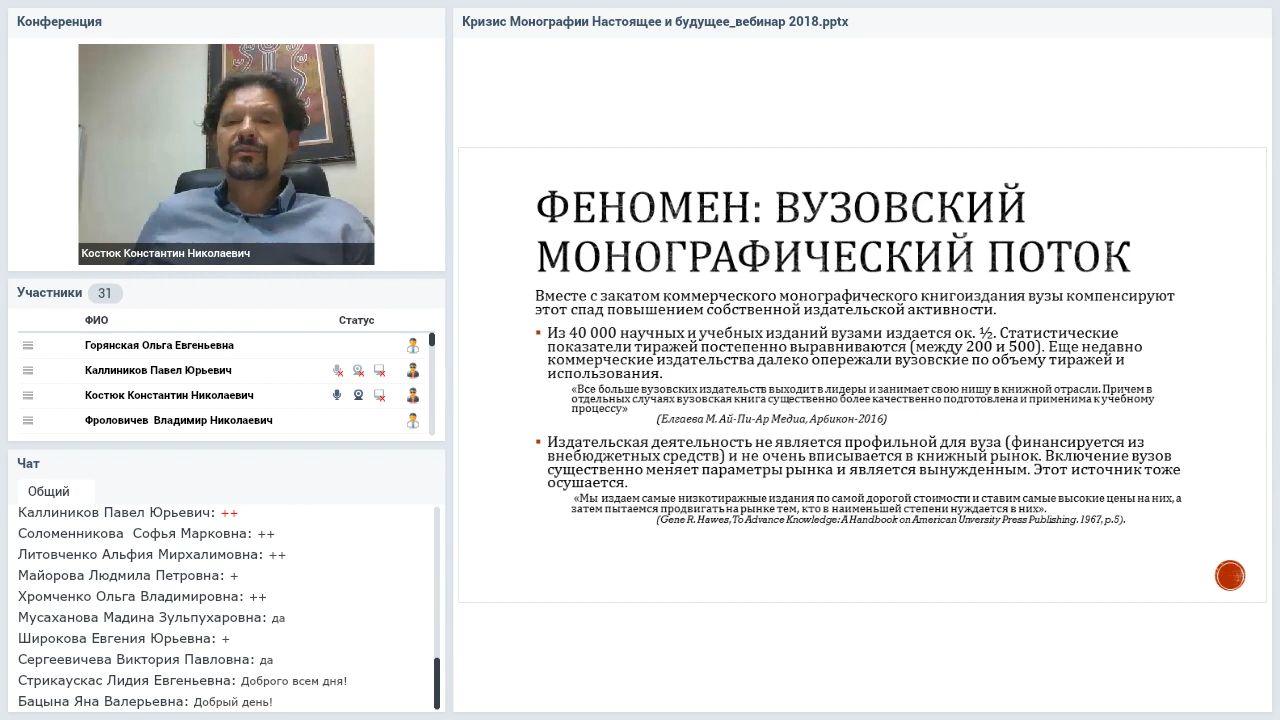 Конференция
Костюк Константин Николаевич
Участники 31
ФИО Статус
Горянская Ольга Евгеньевна
Каллиников Павел Юрьевич
Костюк Константин Николаевич
Фроловичев Владимир Николаевич
Чат
Общий
Каллиников Павел Юрьевич: ++
Соломенникова Софья Марковна: ++
Литовченко Альфия Мирхалимовна: ++
Майорова Людмила Петровна: +
Хромченко Ольга Владимировна: ++
Мусаханова Мадина Зульпухаровна: да
Широкова Евгения Юрьевна: +
Сергеевичева Виктория Павловна: да
Стрикаускас Лидия Евгеньевна: Доброго всем дня!
Бацына Яна Валерьевна: Добрый день!
Кризис Монографии Настоящее и будущее_вебинар 2018.pptx
ФЕНОМЕН: ВУЗОВСКИЙ
МОНОГРАФИЧЕСКИЙ ПОТОК
Вместе с закатом коммерческого монографического книгоиздания вузы компенсируют
этот спад повышением собственной издательской активности.
Из 40 000 научных и учебных изданий вузами издается ок. ½. Статистические
показатели тиражей постепенно выравниваются (между 200 и 500). Еще недавно
коммерческие издательства далеко опережали вузовские по объему тиражей и
использования.
«Все больше вузовских издательств выходит в лидеры и занимает свою нишу в книжной отрасли. Причем в
отдельных случаях вузовская книга существенно более качественно подготовлена и применима к учебному
процессу»
(Елгаева М. Ай-Пи-Ар Медиа, Арбикон-2016)
Издательская деятельность не является профильной для вуза (финансируется из
внебюджетных средств) и не очень вписывается в книжный рынок. Включение вузов
существенно меняет параметры рынка и является вынужденным. Этот источник тоже
осушается.
«Мы издаем самые низкотиражные издания по самой дорогой стоимости и ставим самые высокие цены на них, а
затем пытаемся продвигать на рынке тем, кто в наименьшей степени нуждается в них».
(Gene R. Hawes, To Advance Knowledge: A Handbook on American Unversity Press Publishing. 1967, p.5).